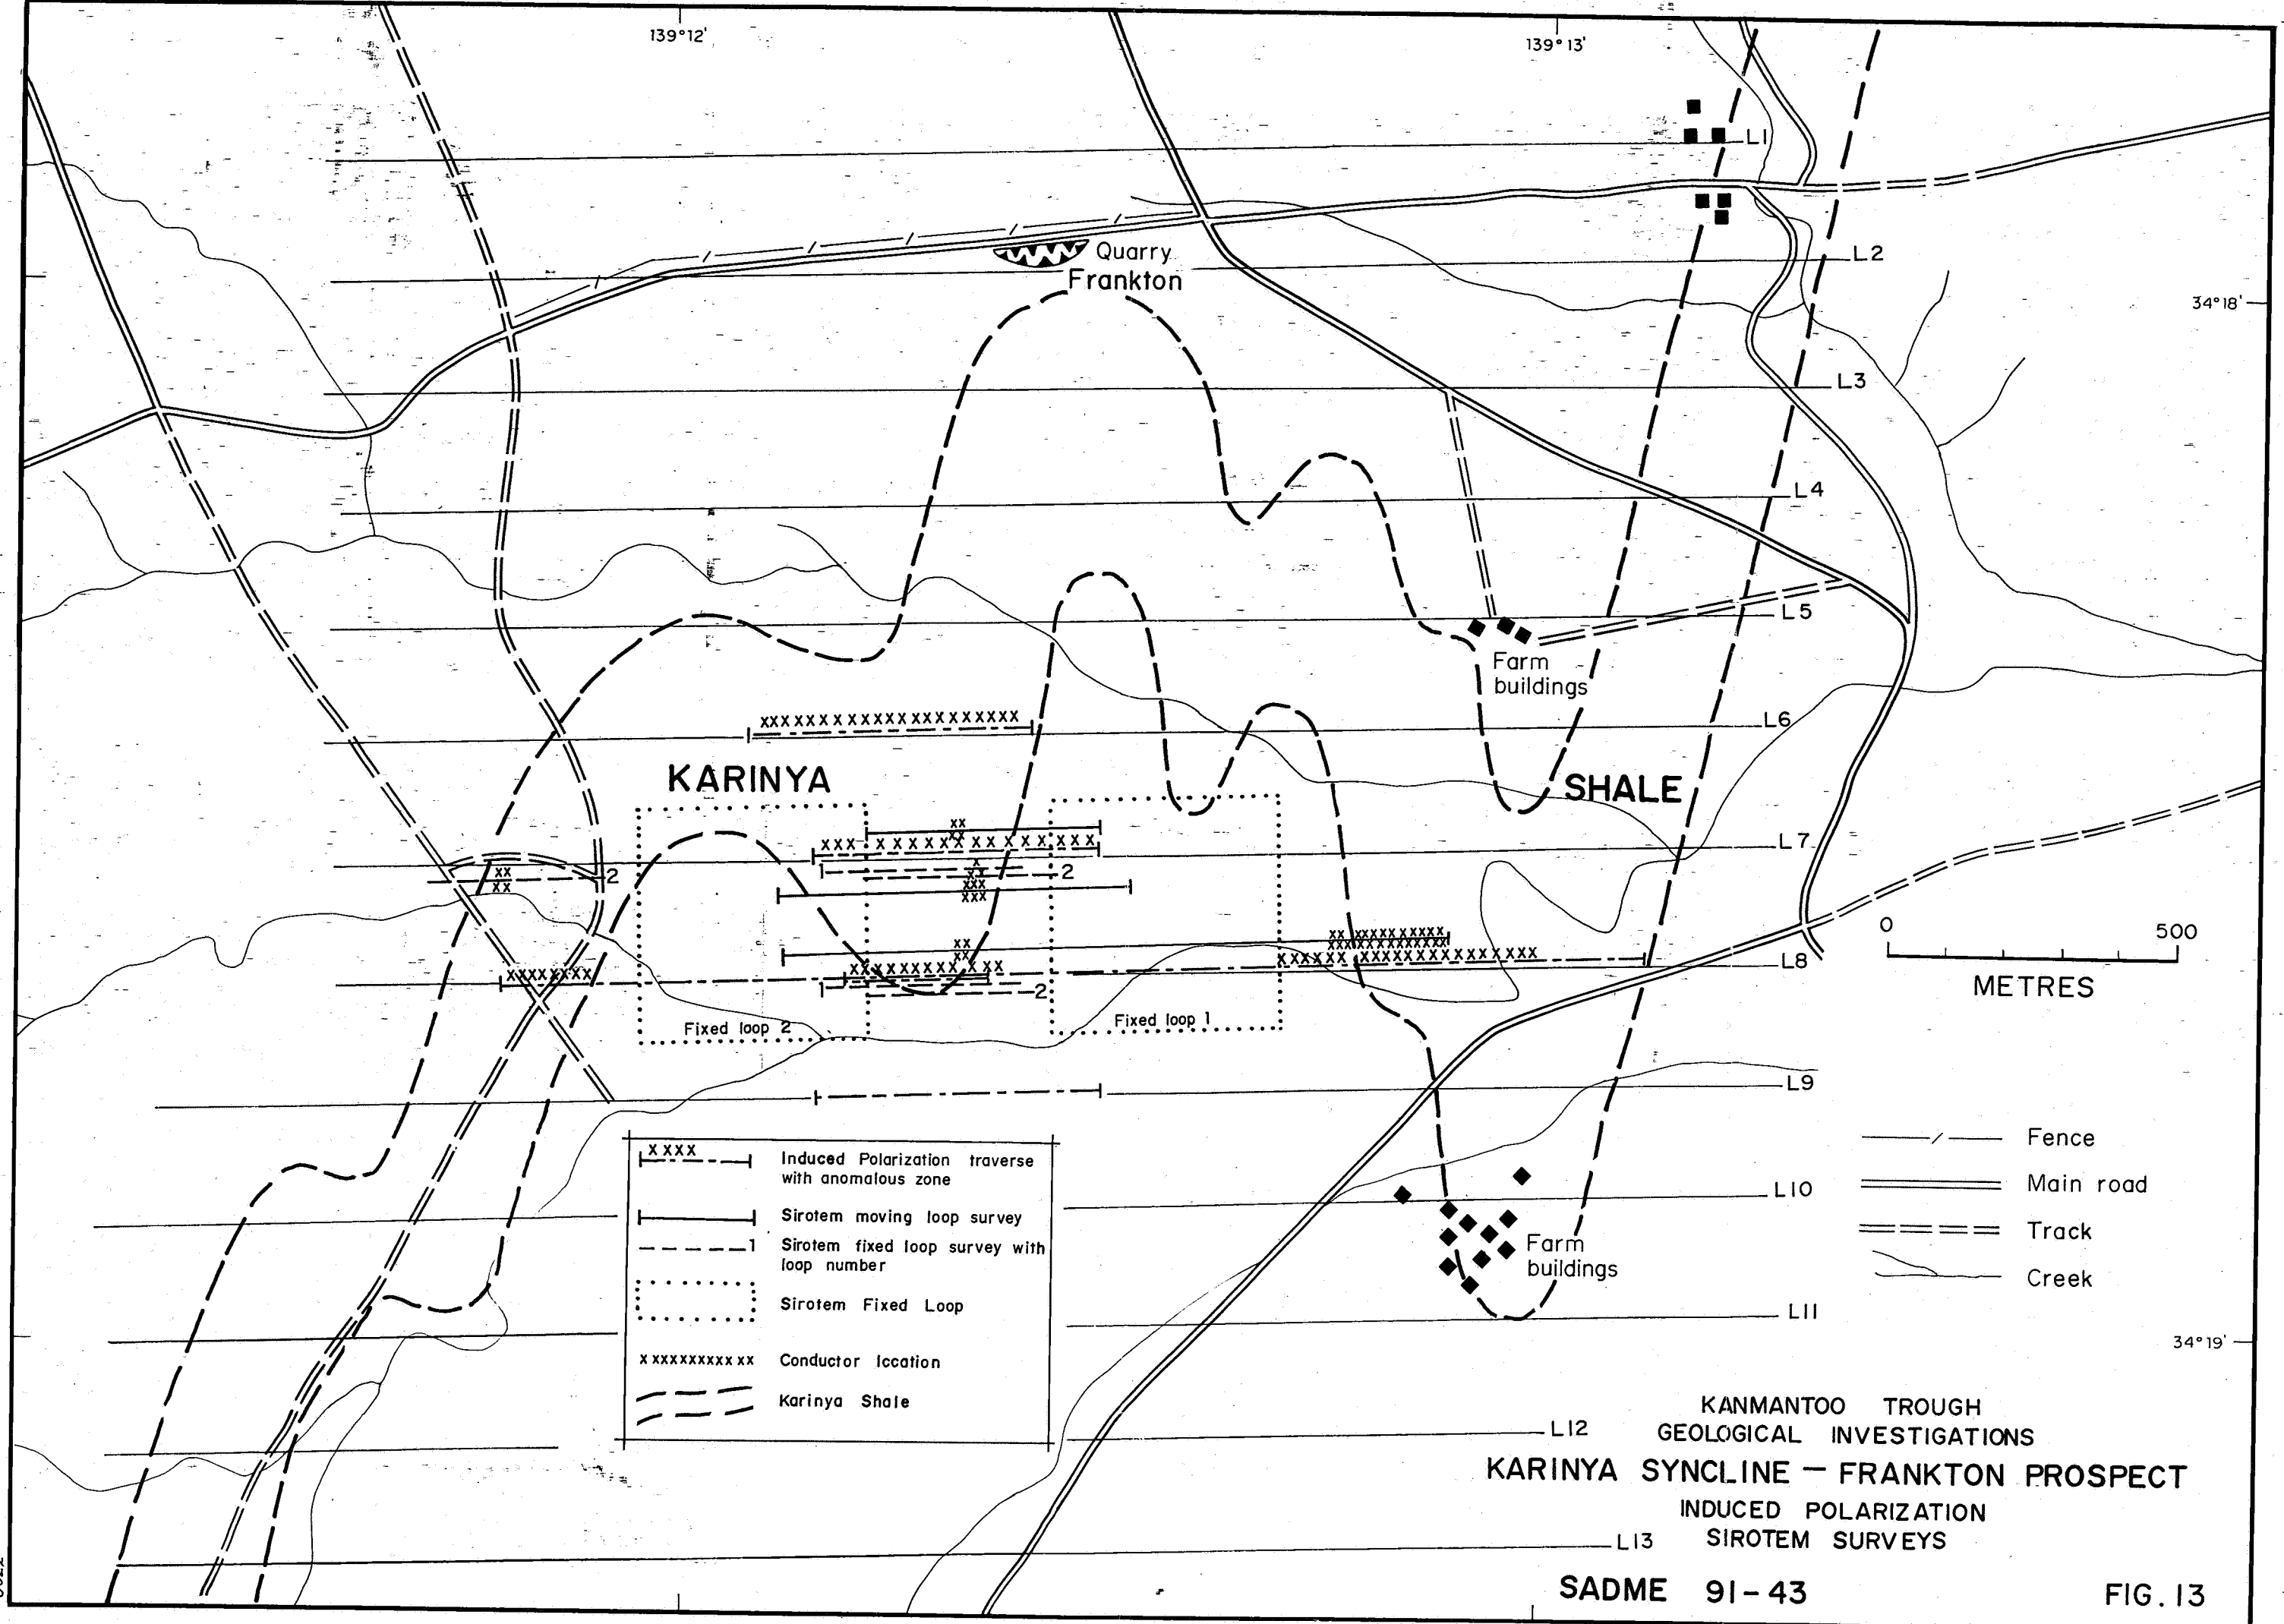 139°12'
139°13'
L1
Quarry
Frankton
L2
34°18'
L3
L4
L5
Farm
buildings
XXX X X X X X X X X X X X X X X X X X
L6
KARINYA
SHALE
L7
2
2
0
500
METRES
L8
2
Fixed loop 2
Fixed loop 1
L9
XXXX
Induced Polarization traverse
with anomalous zone
Sirotem moving loop survey
1
Sirotem fixed loop survey with
loop number
Sirotem Fixed Loop
X XXXXXXXXX XX
Conductor location
Karinya Shale
Fence
Main road
Track
Creek
L10
Farm
buildings
L11
34°19'
L12
KANMANTOO TROUGH
GEOLOGICAL INVESTIGATIONS
KARINYA SYNCLINE — FRANKTON PROSPECT
INDUCED POLARIZATION
SIROTEM SURVEYS
L13
SADME 91-43
FIG. 13